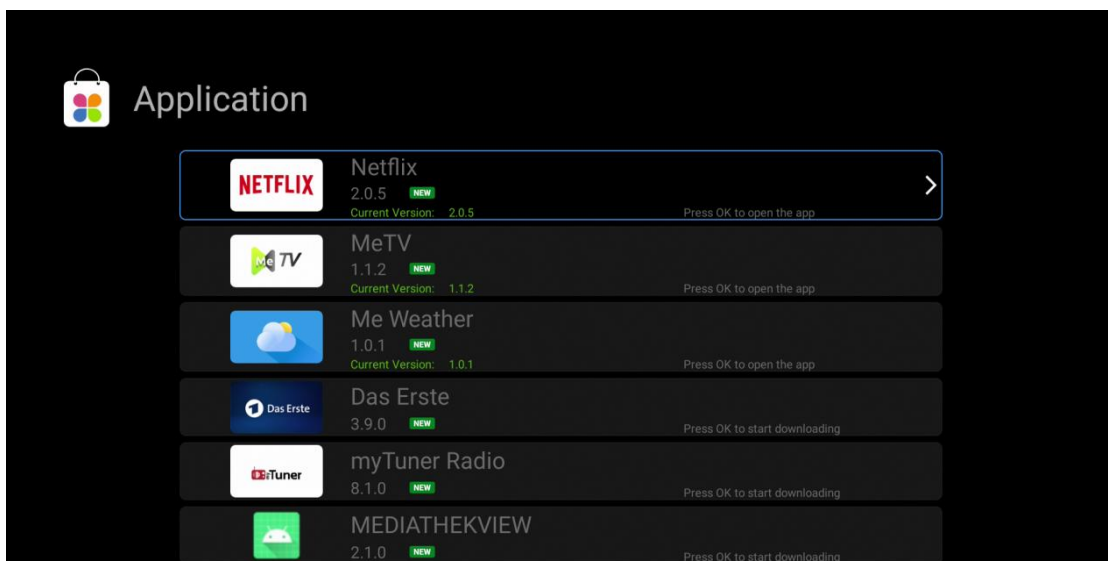 Application
NETFLIX
Netflix
2.0.5 NEW
Current Version: 2.0.5 Press OK to open the app
Me TV
MeTV
1.1.2 NEW
Current Version: 1.1.2 Press OK to open the app
Me Weather
1.0.1 NEW
Current Version: 1.0.1 Press OK to open the app
1 Das Erste
Das Erste
3.9.0 NEW
Press OK to start downloading
Tuner
myTuner Radio
8.1.0 NEW
Press OK to start downloading
MEDIATHEKVIEW
2.1.0 NEW
Press OK to start downloading